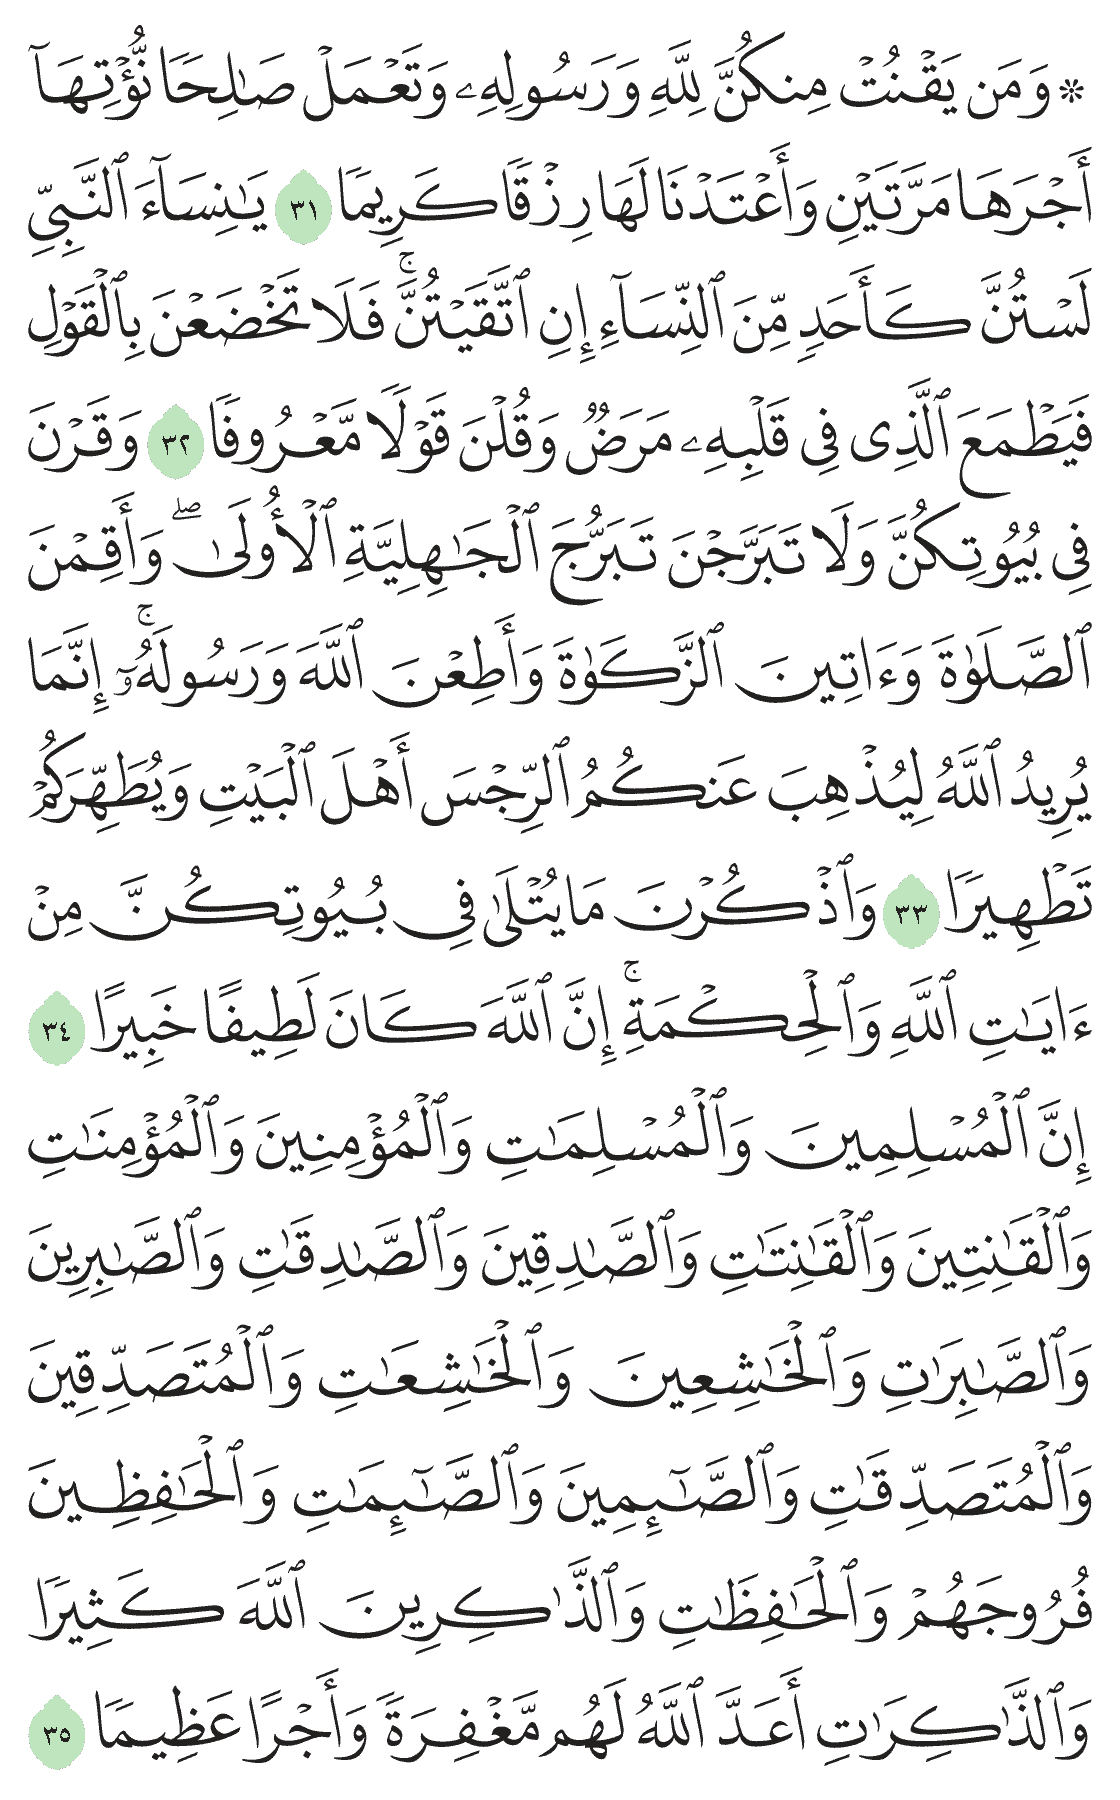 ۞ وَمَن يَقۡنُتۡ مِنكُنَّ لِلَّهِ وَرَسُولِهِۦ وَتَعۡمَلۡ صَٰلِحٗا نُّؤۡتِهَآ
أَجۡرَهَا مَرَّتَيۡنِ وَأَعۡتَدۡنَا لَهَا رِزۡقٗا كَرِيمٗا ٣١ يَٰنِسَآءَ ٱلنَّبِيِّ
لَسۡتُنَّ كَأَحَدٖ مِّنَ ٱلنِّسَآءِ إِنِ ٱتَّقَيۡتُنَّۚ فَلَا تَخۡضَعۡنَ بِٱلۡقَوۡلِ
فَيَطۡمَعَ ٱلَّذِي فِي قَلۡبِهِۦ مَرَضٞ وَقُلۡنَ قَوۡلٗا مَّعۡرُوفٗا ٣٢ وَقَرۡنَ
فِي بُيُوتِكُنَّ وَلَا تَبَرَّجۡنَ تَبَرُّجَ ٱلۡجَٰهِلِيَّةِ ٱلۡأُولَىٰۖ وَأَقِمۡنَ
ٱلصَّلَوٰةَ وَءَاتِينَ ٱلزَّكَوٰةَ وَأَطِعۡنَ ٱللَّهَ وَرَسُولَهُۥٓۚ إِنَّمَا
يُرِيدُ ٱللَّهُ لِيُذۡهِبَ عَنكُمُ ٱلرِّجۡسَ أَهۡلَ ٱلۡبَيۡتِ وَيُطَهِّرَكُمۡ
تَطۡهِيرٗا ٣٣ وَٱذۡكُرۡنَ مَا يُتۡلَىٰ فِي بُيُوتِكُنَّ مِنۡ
ءَايَٰتِ ٱللَّهِ وَٱلۡحِكۡمَةِۚ إِنَّ ٱللَّهَ كَانَ لَطِيفًا خَبِيرًا ٣٤
إِنَّ ٱلۡمُسۡلِمِينَ وَٱلۡمُسۡلِمَٰتِ وَٱلۡمُؤۡمِنِينَ وَٱلۡمُؤۡمِنَٰتِ
وَٱلۡقَٰنِتِينَ وَٱلۡقَٰنِتَٰتِ وَٱلصَّٰدِقِينَ وَٱلصَّٰدِقَٰتِ وَٱلصَّٰبِرِينَ
وَٱلصَّٰبِرَٰتِ وَٱلۡخَٰشِعِينَ وَٱلۡخَٰشِعَٰتِ وَٱلۡمُتَصَدِّقِينَ
وَٱلۡمُتَصَدِّقَٰتِ وَٱلصَّٰٓئِمِينَ وَٱلصَّٰٓئِمَٰتِ وَٱلۡحَٰفِظِينَ
فُرُوجَهُمۡ وَٱلۡحَٰفِظَٰتِ وَٱلذَّٰكِرِينَ ٱللَّهَ كَثِيرٗا
وَٱلذَّٰكِرَٰتِ أَعَدَّ ٱللَّهُ لَهُم مَّغۡفِرَةٗ وَأَجۡرًا عَظِيمٗا ٣٥